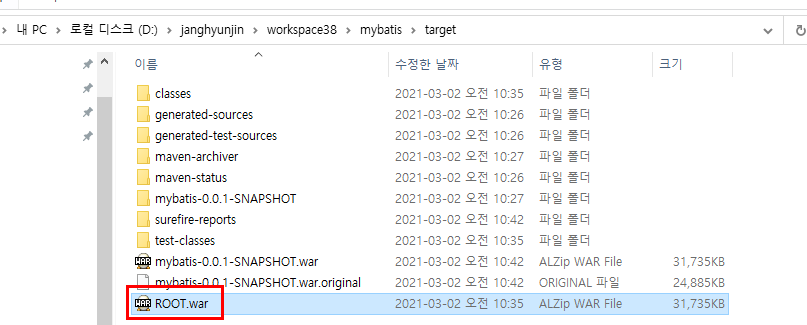 내 PC > 로컬 디스크 (D:) > janghyunjin > workspace38 > mybatis > target
이름 수정한 날짜 유형 크기
classes 2021-03-02 오전 10:35 파일 폴더
generated-sources 2021-03-02 오전 10:26 파일 폴더
generated-test-sources 2021-03-02 오전 10:26 파일 폴더
maven-archiver 2021-03-02 오전 10:27 파일 폴더
maven-status 2021-03-02 오전 10:26 파일 폴더
mybatis-0.0.1-SNAPSHOT 2021-03-02 오전 10:27 파일 폴더
surefire-reports 2021-03-02 오전 10:42 파일 폴더
test-classes 2021-03-02 오전 10:35 파일 폴더
WAR mybatis-0.0.1-SNAPSHOT.war 2021-03-02 오전 10:42 ALZip WAR File 31,735KB
mybatis-0.0.1-SNAPSHOT.war.original 2021-03-02 오전 10:42 ORIGINAL 파일 24,885KB
WAR ROOT.war 2021-03-02 오전 10:35 ALZip WAR File 31,735KB